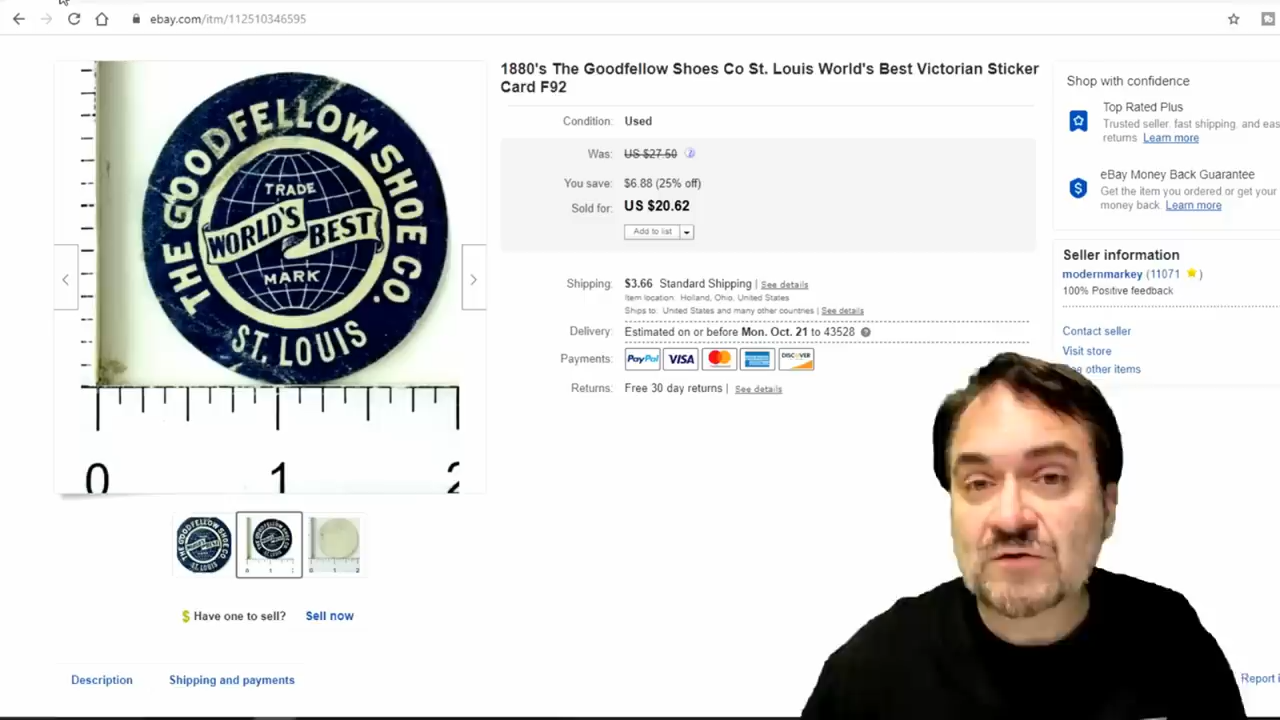 ebay.com/itm/112510346595
THE GOODFELLOW SHOE CO.
TRADE
WORLD'S BEST
MARK
ST. LOUIS
0 1 2
1880's The Goodfellow Shoes Co St. Louis World's Best Victorian Sticker
Card F92
Condition: Used
Was: US $27.50
You save: $6.88 (25% off)
Sold for: US $20.62
Add to list
Shipping: $3.66 Standard Shipping | See details
Item location: Holland, Ohio, United States
Ships to: United States and many other countries | See details
Delivery: Estimated on or before Mon. Oct. 21 to 43528
Payments: PayPal VISA DISCOVER
Returns: Free 30 day returns | See details
Shop with confidence
Top Rated Plus
Trusted seller, fast shipping, and eas
returns Learn more
eBay Money Back Guarantee
Get the item you ordered or get your
money back. Learn more
Seller information
modernmarkey (11071 )
100% Positive feedback
Contact seller
Visit store
other items
$ Have one to sell? Sell now
Description Shipping and payments
Report i